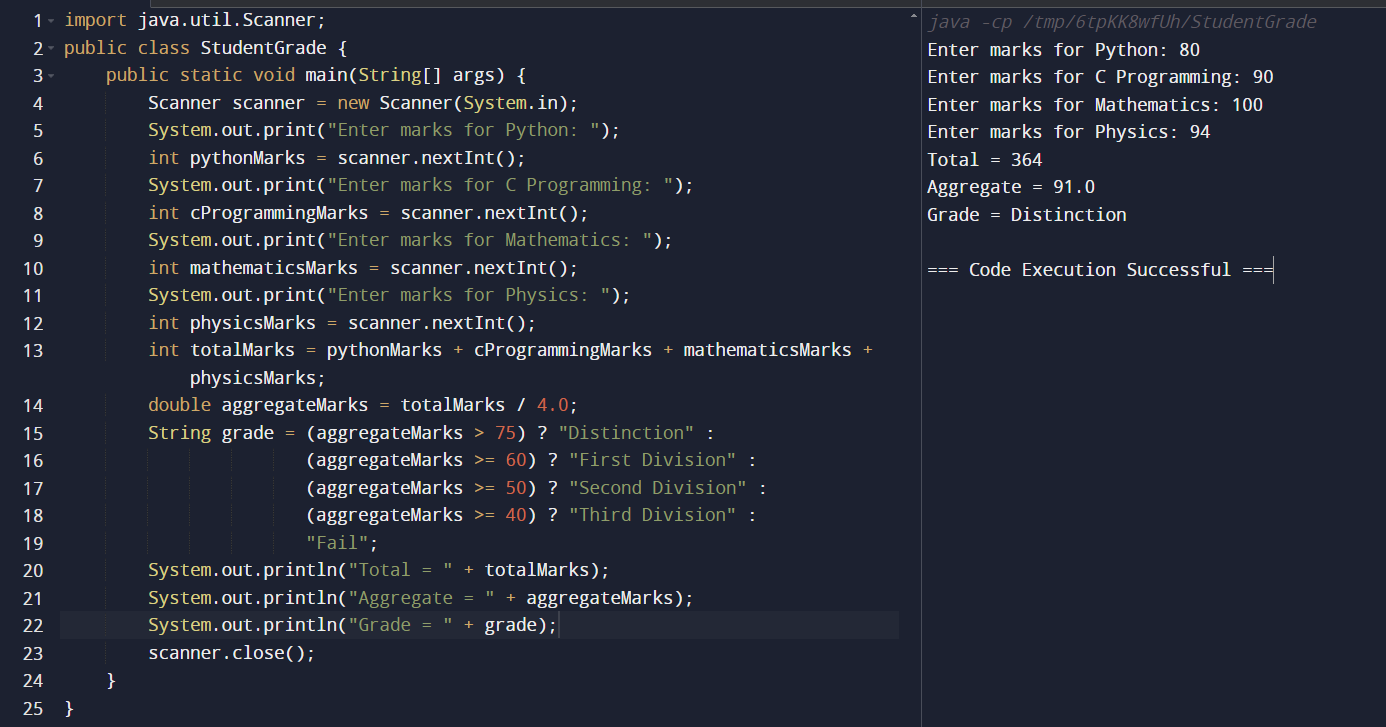 1 import java.util.Scanner;
2 public class StudentGrade {
3 public static void main(String[] args) {
4 Scanner scanner = new Scanner(System.in);
5 System.out.print("Enter marks for Python: ");
6 int pythonMarks = scanner.nextInt();
7 System.out.print("Enter marks for C Programming: ");
8 int cProgrammingMarks = scanner.nextInt();
9 System.out.print("Enter marks for Mathematics: ");
10 int mathematicsMarks = scanner.nextInt();
11 System.out.print("Enter marks for Physics: ");
12 int physicsMarks = scanner.nextInt();
13 int totalMarks = pythonMarks + cProgrammingMarks + mathematicsMarks +
physicsMarks;
14 double aggregateMarks = totalMarks / 4.0;
15 String grade = (aggregateMarks > 75) ? "Distinction" :
16 (aggregateMarks >= 60) ? "First Division" :
17 (aggregateMarks >= 50) ? "Second Division" :
18 (aggregateMarks >= 40) ? "Third Division" :
19 "Fail";
20 System.out.println("Total = " + totalMarks);
21 System.out.println("Aggregate = " + aggregateMarks);
22 System.out.println("Grade = " + grade);
23 scanner.close();
24 }
25 }
java -cp /tmp/6tpKK8wfUh/StudentGrade
Enter marks for Python: 80
Enter marks for C Programming: 90
Enter marks for Mathematics: 100
Enter marks for Physics: 94
Total = 364
Aggregate = 91.0
Grade = Distinction
=== Code Execution Successful ===